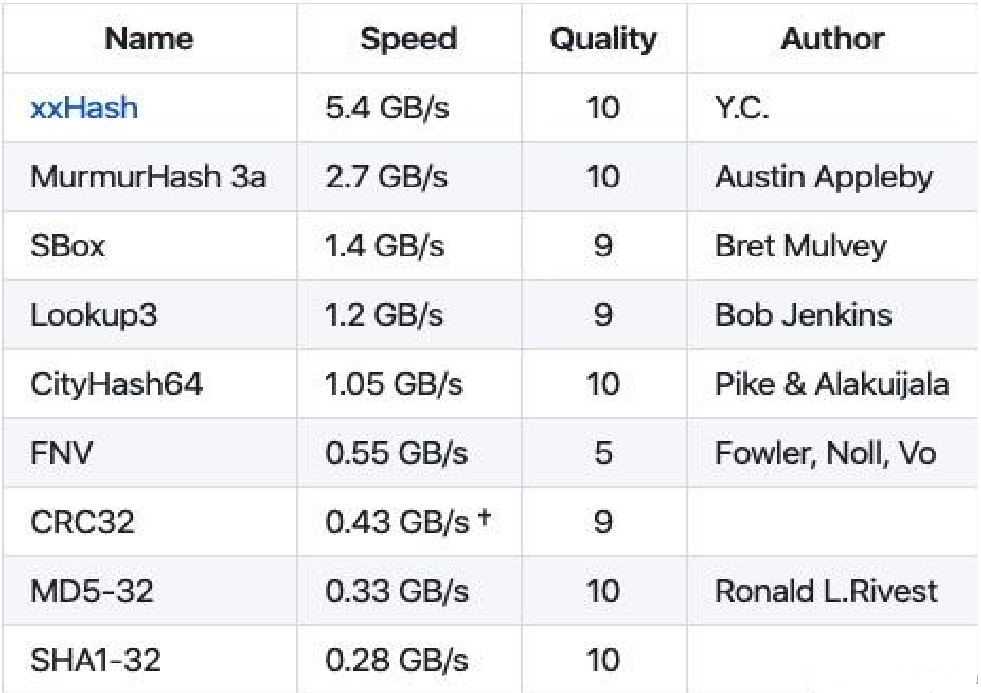 Name Speed Quality Author
xxHash 5.4 GB/s 10 Y.C.
MurmurHash 3a 2.7 GB/s 10 Austin Appleby
SBox 1.4 GB/s 9 Bret Mulvey
Lookup3 1.2 GB/s 9 Bob Jenkins
CityHash64 1.05 GB/s 10 Pike & Alakuijala
FNV 0.55 GB/s 5 Fowler, Noll, Vo
CRC32 0.43 GB/s † 9
MD5-32 0.33 GB/s 10 Ronald L.Rivest
SHA1-32 0.28 GB/s 10